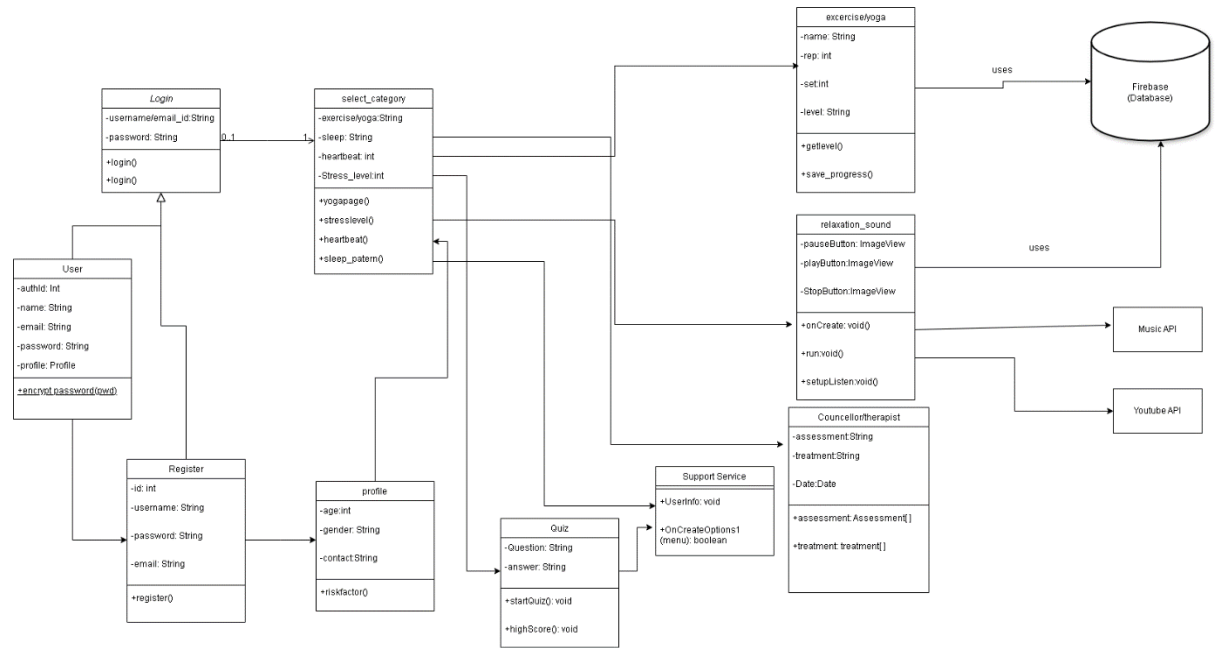 Login
-username/email_id:String
-password: String
+login()
+login()
0..1
1
select_category
-exercise/yoga:String
-sleep: String
-heartbeat: int
-Stress_level:int
+yogapage()
+stresslevel()
+heartbeat()
+sleep_patern()
excercise/yoga
-name: String
-rep: int
-set:int
-level: String
+getlevel()
+save_progress()
uses
Firebase
(Database)
User
-authId: Int
-name: String
-email: String
-password: String
-profile: Profile
+encrypt password(pwd)
relaxation_sound
-pauseButton: ImageView
-playButton:ImageView
-StopButton:ImageView
+onCreate: void()
+run:void()
+setupListen:void()
uses
Music API
Youtube API
Register
-id: int
-username: String
-password: String
-email: String
+register()
profile
-age:int
-gender: String
-contact:String
+riskfactor()
Quiz
-Question: String
-answer: String
+startQuiz(): void
+highScore(): void
Support Service
+UserInfo: void
+OnCreateOptions1
(menu): boolean
Councellor/therapist
-assessment:String
-treatment:String
-Date:Date
+assessment:Assessment[ ]
+treatment: treatment[ ]